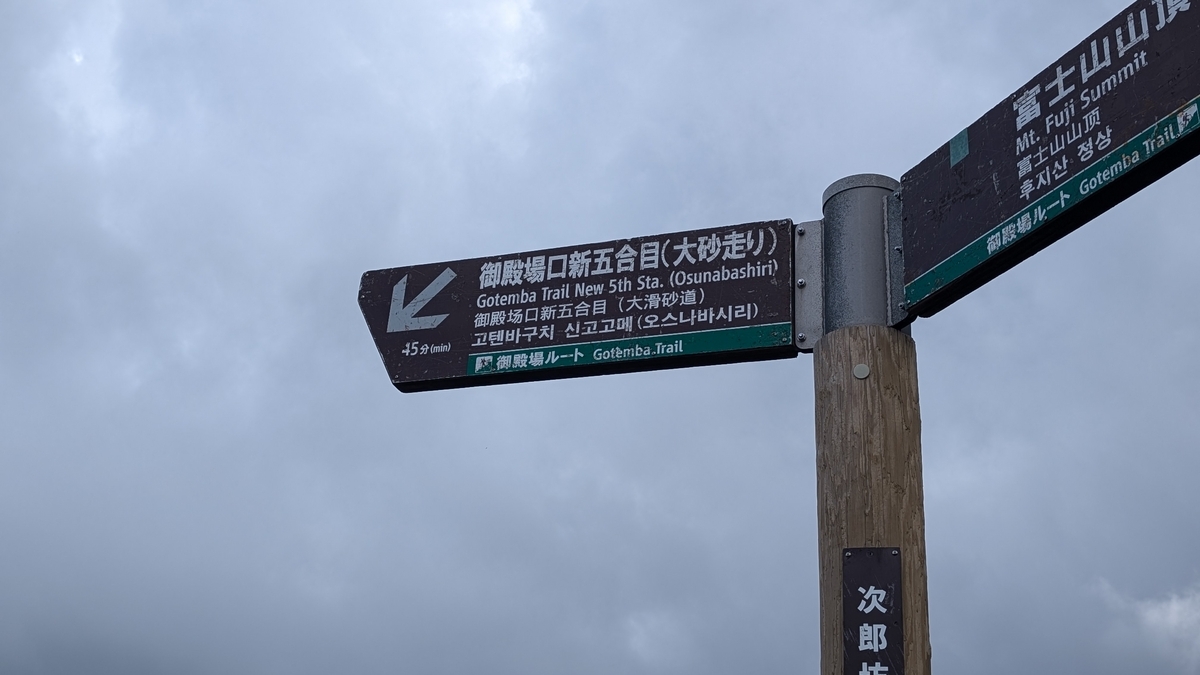 御殿場口新五合目(大砂走り)
Gotemba Trail New 5th Sta. (Osunabashiri)
御殿场口新五合目 (大滑砂道)
고텐바구치 신고고메 (오스나바시리)
45分(min)
御殿場ルート Gotemba Trail
富士山山頂
Mt. Fuji Summit
富士山山顶
후지산 정상
御殿場ルート Gotemba Trail
次郎坊